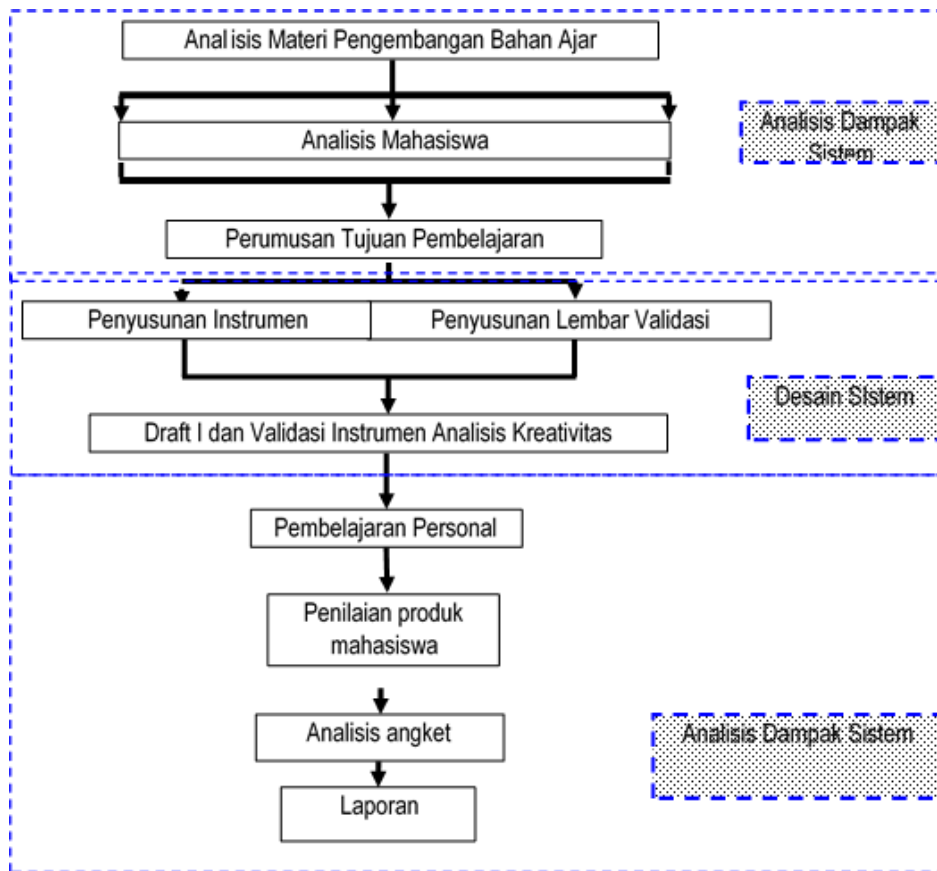 Analisis Materi Pengembangan Bahan Ajar
Analisis Mahasiswa
Analisis Dampak
Sistem
Perumusan Tujuan Pembelajaran
Penyusunan Instrumen
Penyusunan Lembar Validasi
Desain SIstem
Draft I dan Validasi Instrumen Analisis Kreativitas
Pembelajaran Personal
Penilaian produk
mahasiswa
Analisis angket
Analisis Dampak Sistem
Laporan